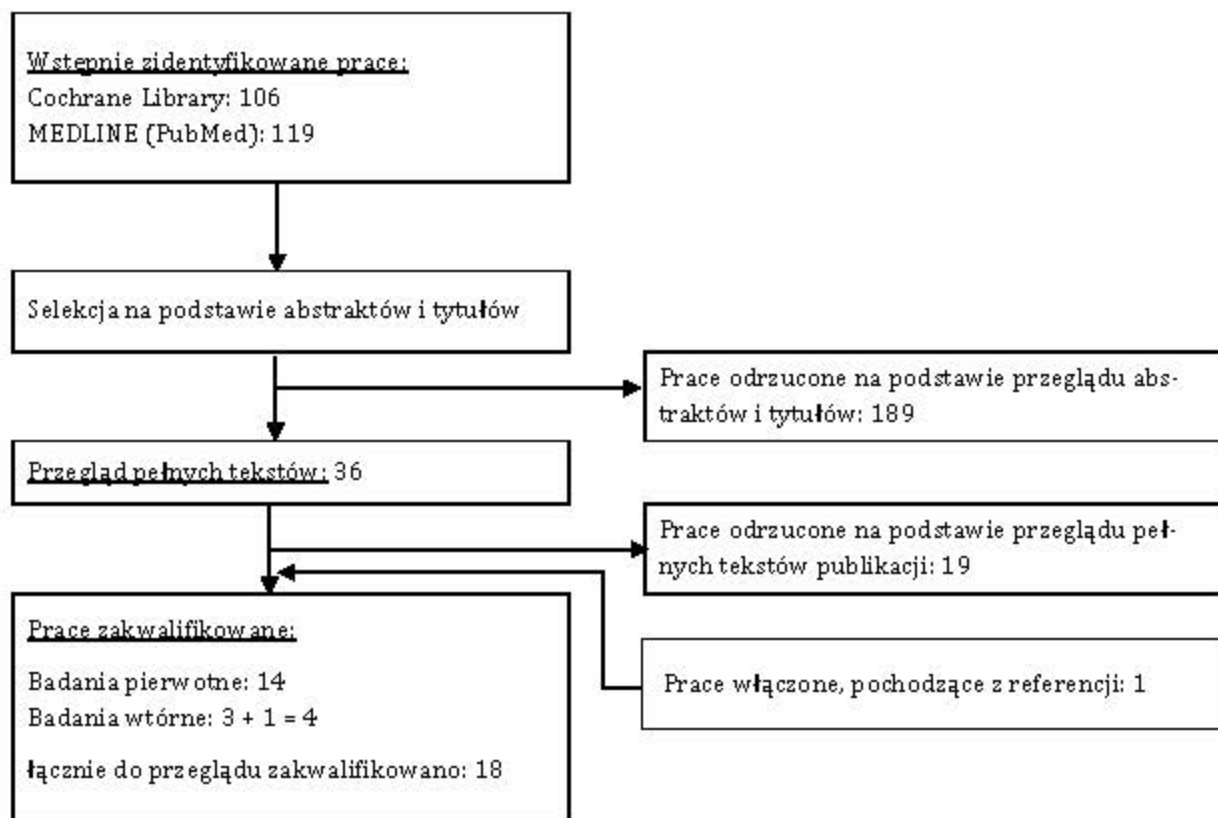 Wstępnie zidentyfikowane prace:
Cochrane Library: 106
MEDLINE (PubMed): 119
Selekcja na podstawie abstraktów i tytułów
Prace odrzucone na podstawie przeglądu abs-
traktów i tytułów: 189
Przegląd pełnych tekstów: 36
Prace odrzucone na podstawie przeglądu peł-
nych tekstów publikacji: 19
Prace zakwalifikowane:
Badania pierwotne: 14
Badania wtórne: 3 + 1 = 4
łącznie do przeglądu zakwalifikowano: 18
Prace włączone, pochodzące z referencji: 1